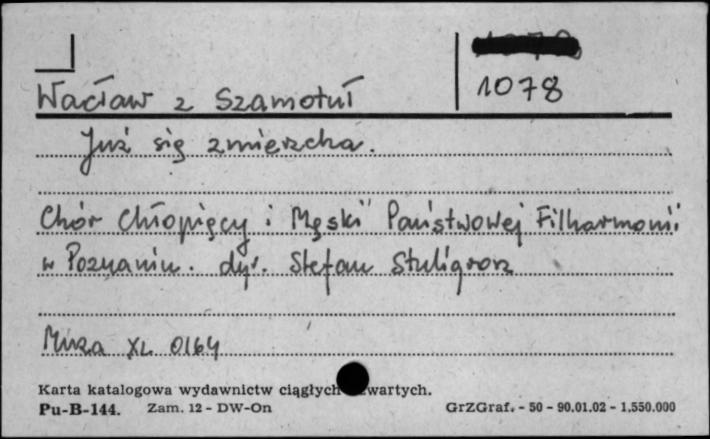 1078
Wacław z Szamotuł
Już się zmierzcha.
Chór Chłopięcy i Męski Państwowej Filharmonii
w Poznaniu. dyr. Stefan Stuligrosz
Muza XL 0164
Karta katalogowa wydawnictw ciągłych wartych.
Pu-B-144. Zam. 12 - DW-On GrZGraf. - 50 - 90.01.02 - 1,550.000